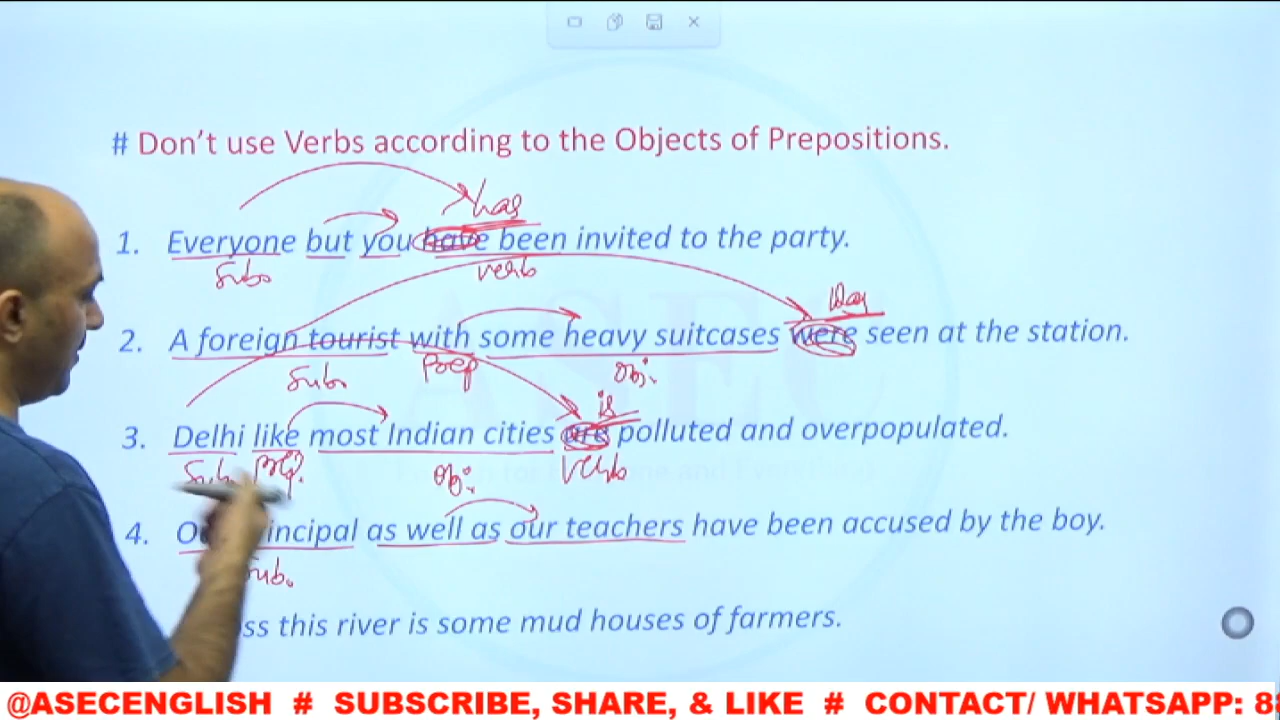 # Don't use Verbs according to the Objects of Prepositions.
has
1. Everyone but you have been invited to the party.
Sub. verb
was
2. A foreign tourist with some heavy suitcases were seen at the station.
Sub. Prep obj.
is
3. Delhi like most Indian cities are polluted and overpopulated.
Sub. prep. obj. verb
4. Our principal as well as our teachers have been accused by the boy.
Sub.
ss this river is some mud houses of farmers.
@ASECENGLISH # SUBSCRIBE, SHARE, & LIKE # CONTACT/ WHATSAPP: 8